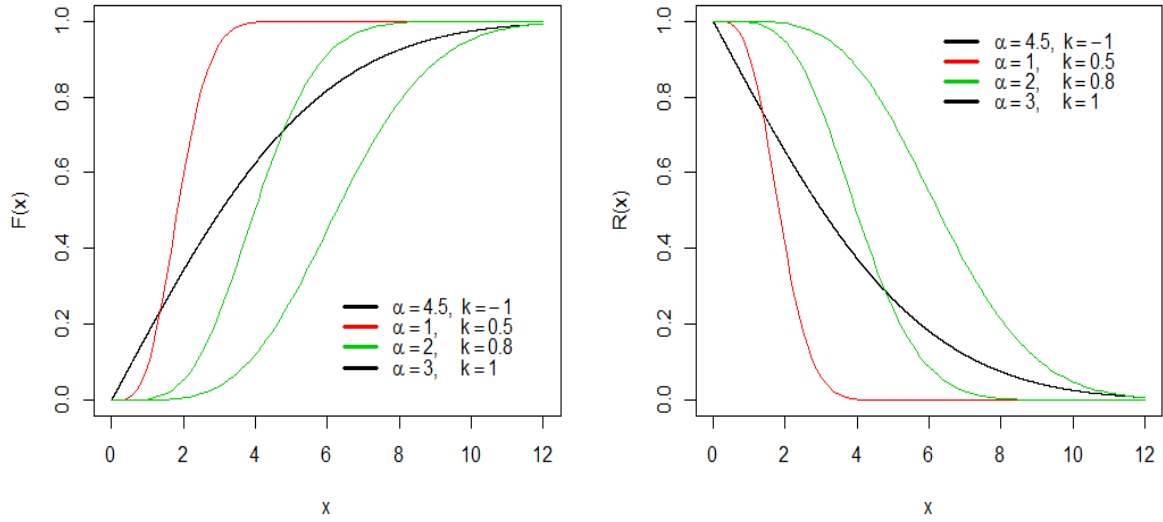 F(x)
1.0
0.8
0.6
0.4
0.2
0.0
α = 4.5, k = −1
α = 1, k = 0.5
α = 2, k = 0.8
α = 3, k = 1
0 2 4 6 8 10 12
x
R(x)
1.0
0.8
0.6
0.4
0.2
0.0
α = 4.5, k = −1
α = 1, k = 0.5
α = 2, k = 0.8
α = 3, k = 1
0 2 4 6 8 10 12
x